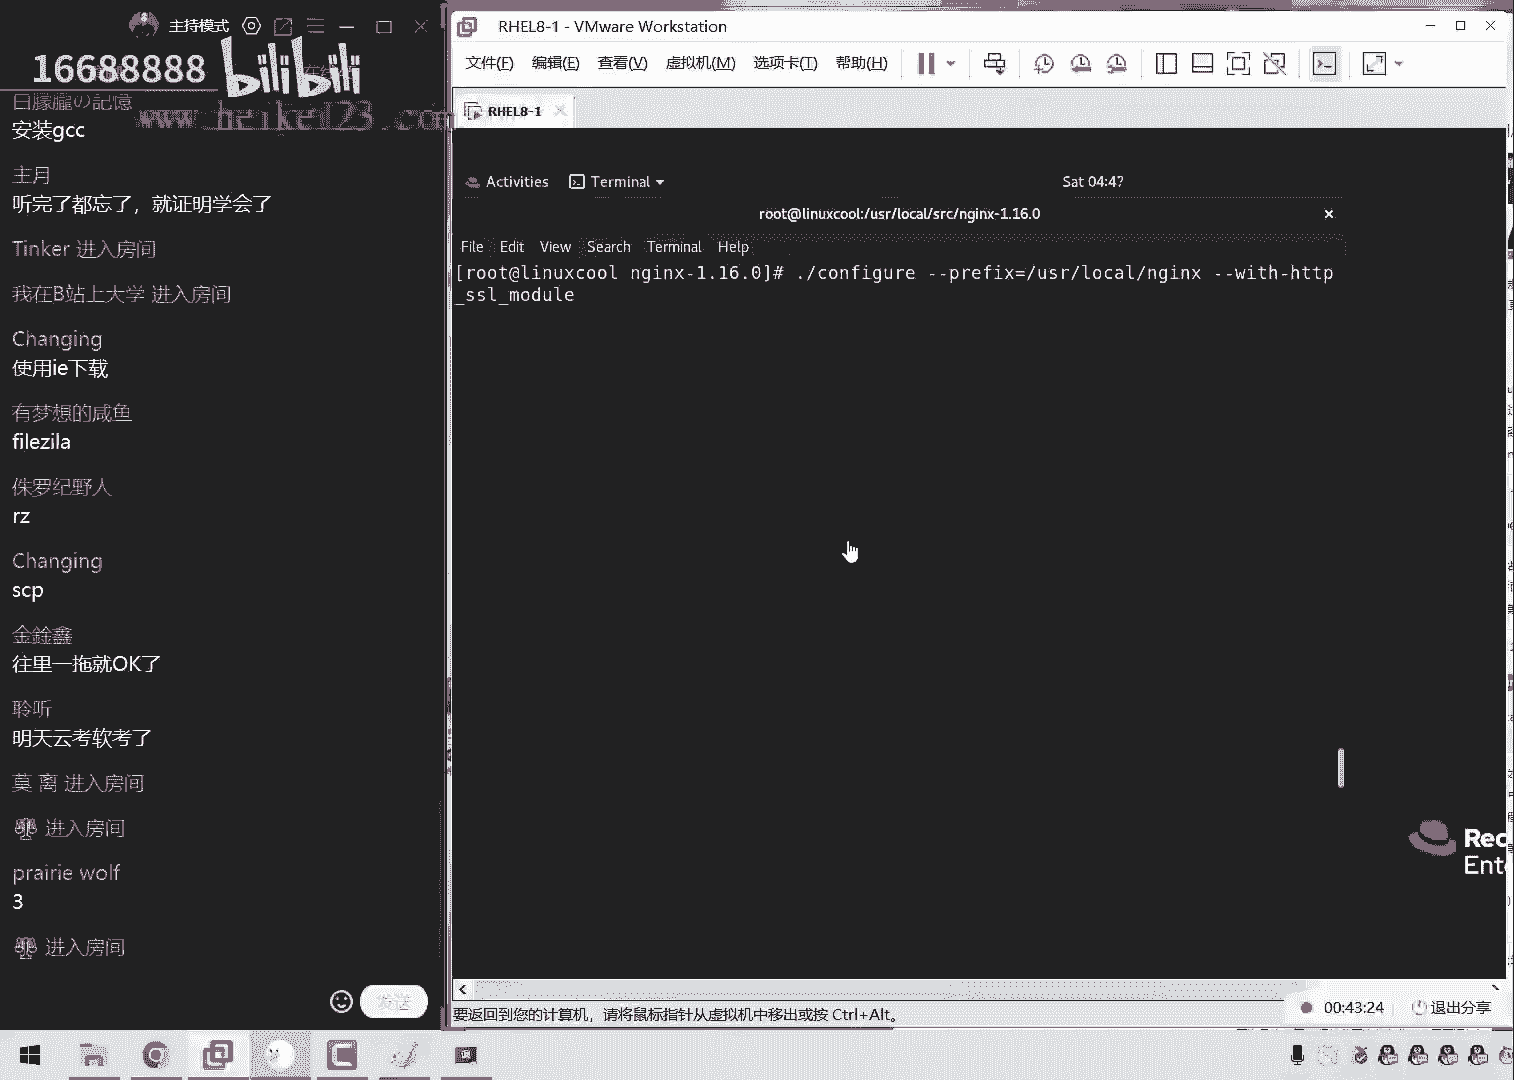 主持模式
16688888
bilibili
www.heike123.com
日朦朧の記憶
安装gcc
主月
听完了都忘了，就证明学会了
Tinker 进入房间
我在B站上大学 进入房间
Changing
使用ie下载
有梦想的咸鱼
filezila
侏罗纪野人
rz
Changing
scp
金銓鑫
往里一拖就OK了
聆听
明天云考软考了
莫 离 进入房间
进入房间
prairie wolf
3
进入房间
发送
RHEL8-1 - VMware Workstation
文件(F) 编辑(E) 查看(V) 虚拟机(M) 选项卡(T) 帮助(H)
RHEL8-1
Activities Terminal Sat 04:47
root@linuxcool:/usr/local/src/nginx-1.16.0
File Edit View Search Terminal Help
[root@linuxcool nginx-1.16.0]# ./configure --prefix=/usr/local/nginx --with-http
_ssl_module
要返回到您的计算机，请将鼠标指针从虚拟机中移出或按 Ctrl+Alt。
00:43:24 退出分享